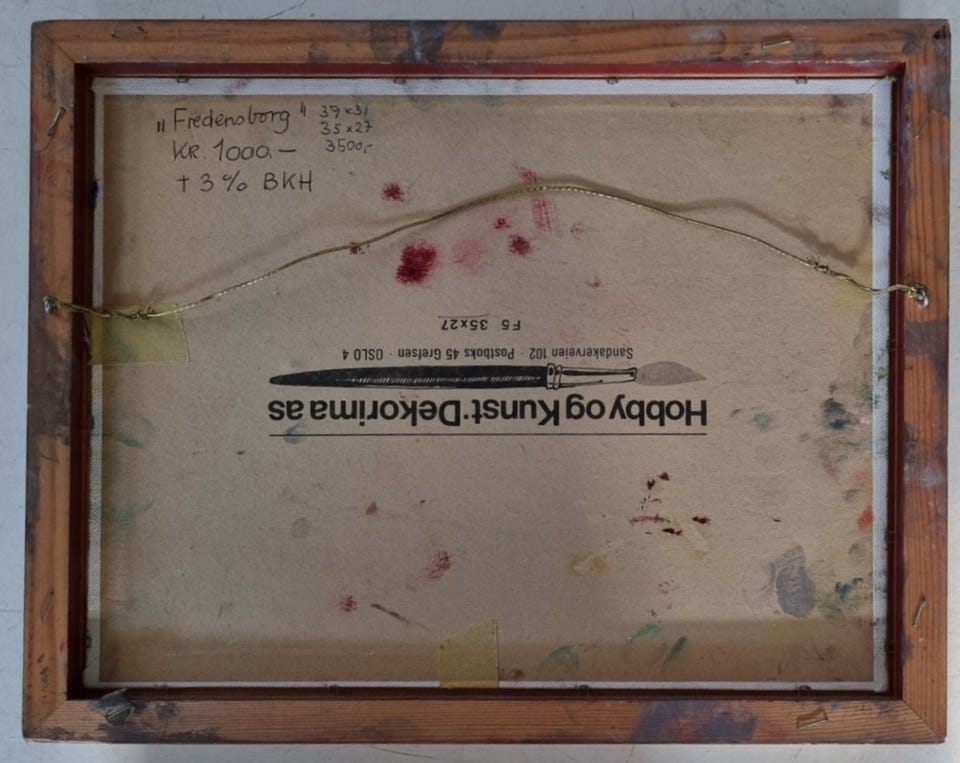 "Fredensborg"
Kr. 1000.—
+ 3% BKH
39x31
35x27
3500,-
Hobby og Kunst Dekorima as
Sandakerveien 102 · Postboks 45 Grefsen · OSLO 4
F5 35x27